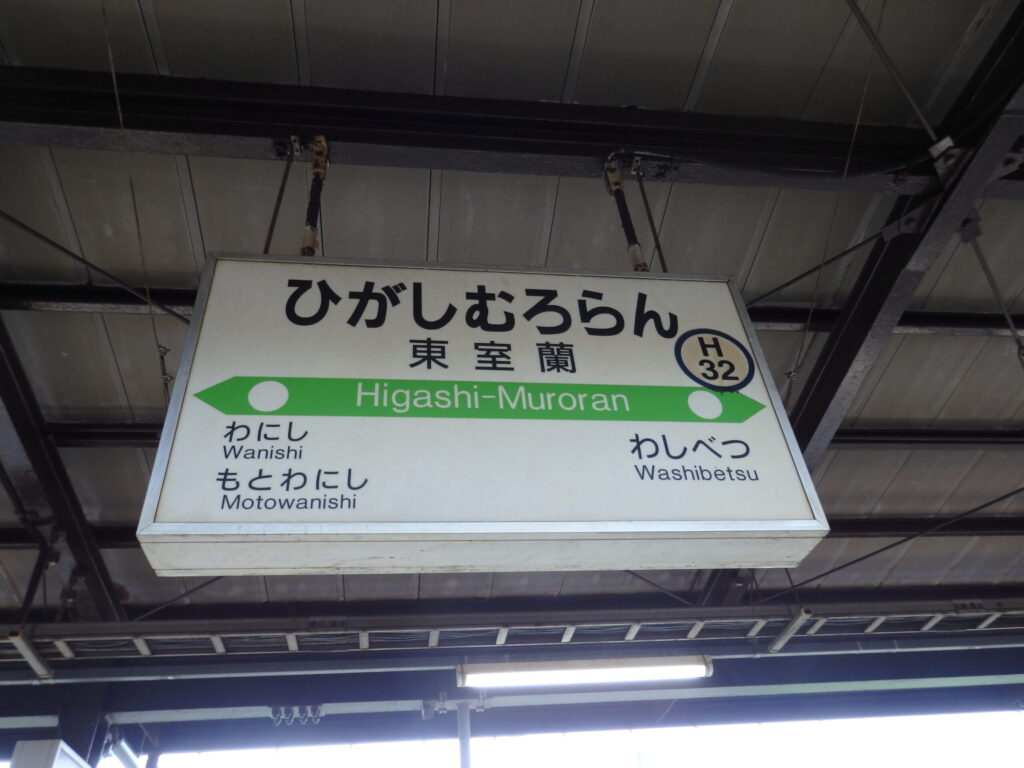 ひがしむろらん
東室蘭
H
32
Higashi-Muroran
わにし
Wanishi
もとわにし
Motowanishi
わしべつ
Washibetsu